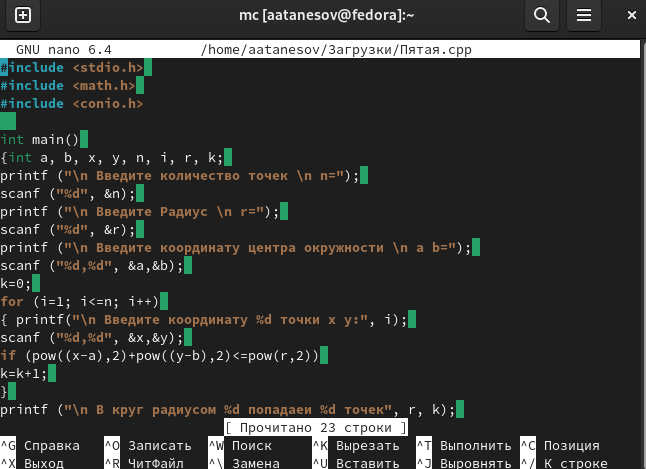 mc [aatanesov@fedora]:~
GNU nano 6.4 /home/aatanesov/Загрузки/Пятая.cpp
#include <stdio.h>
#include <math.h>
#include <conio.h>
int main()
{int a, b, x, y, n, i, r, k;
printf ("\n Введите количество точек \n n=");
scanf ("%d", &n);
printf ("\n Введите Радиус \n r=");
scanf ("%d", &r);
printf ("\n Введите координату центра окружности \n a b=");
scanf ("%d,%d", &a,&b);
k=0;
for (i=1; i<=n; i++)
{ printf("\n Введите координату %d точки x y:", i);
scanf ("%d,%d", &x,&y);
if (pow((x-a),2)+pow((y-b),2)<=pow(r,2))
k=k+1;
}
printf ("\n В круг радиусом %d попадаеи %d точек", r, k);
[ Прочитано 23 строки ]
^G Справка ^O Записать ^W Поиск ^K Вырезать ^T Выполнить ^C Позиция
^X Выход ^R ЧитФайл ^\ Замена ^U Вставить ^J Выровнять ^/ К строке